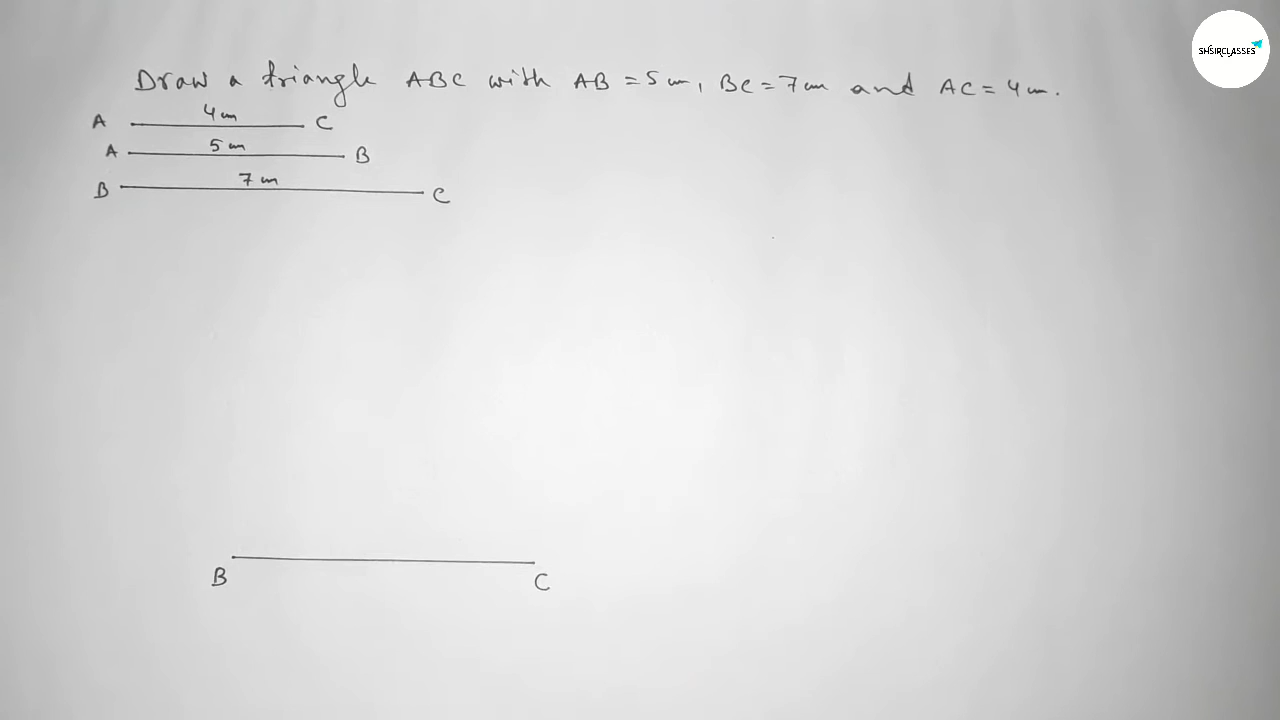 SHSIRCLASSES
Draw a triangle ABC with AB = 5 cm, BC = 7 cm and AC = 4 cm.
A 4 cm C
A 5 cm B
B 7 cm C
B C